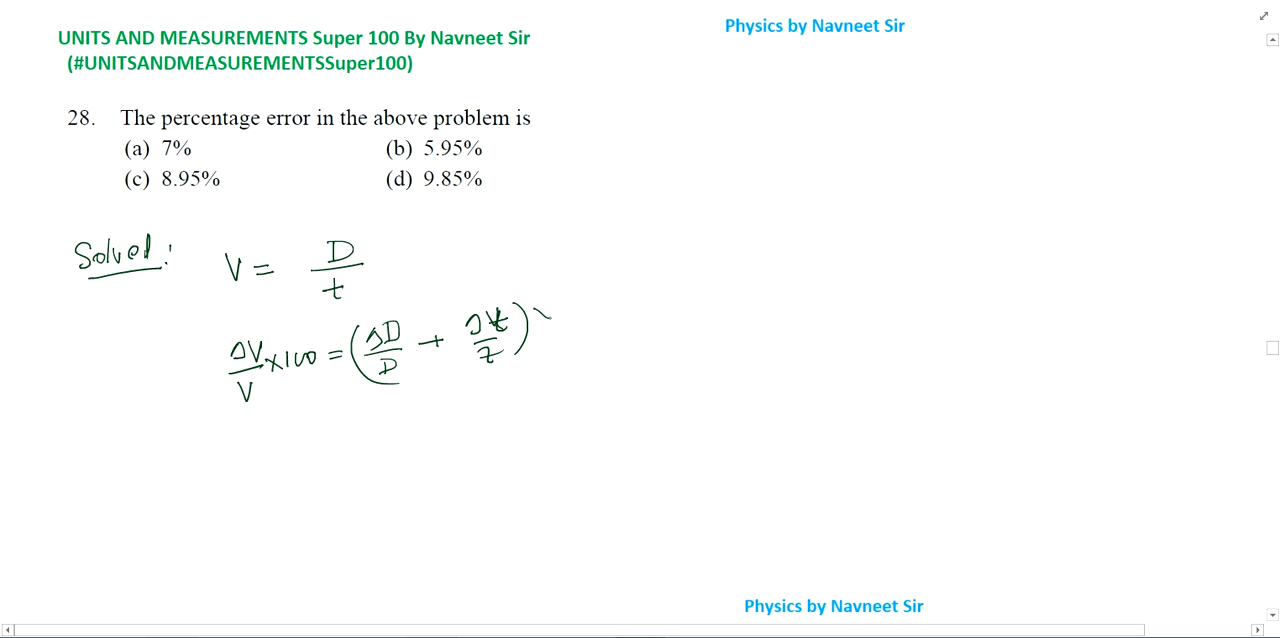 Physics by Navneet Sir
UNITS AND MEASUREMENTS Super 100 By Navneet Sir
(#UNITSANDMEASUREMENTSSuper100)
28. The percentage error in the above problem is
(a) 7% (b) 5.95%
(c) 8.95% (d) 9.85%
Solved: V = D/t
ΔV/V ×100 = (ΔD/D + Δt/t)
Physics by Navneet Sir